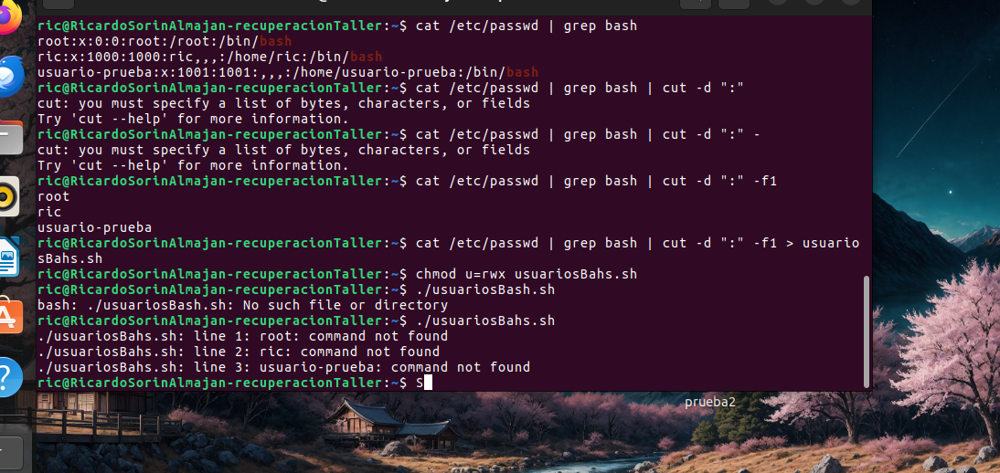 ric@RicardoSorinAlmajan-recuperacionTaller:~$ cat /etc/passwd | grep bash
root:x:0:0:root:/root:/bin/bash
ric:x:1000:1000:ric,,,:/home/ric:/bin/bash
usuario-prueba:x:1001:1001:,,,:/home/usuario-prueba:/bin/bash
ric@RicardoSorinAlmajan-recuperacionTaller:~$ cat /etc/passwd | grep bash | cut -d ":"
cut: you must specify a list of bytes, characters, or fields
Try 'cut --help' for more information.
ric@RicardoSorinAlmajan-recuperacionTaller:~$ cat /etc/passwd | grep bash | cut -d ":" -
cut: you must specify a list of bytes, characters, or fields
Try 'cut --help' for more information.
ric@RicardoSorinAlmajan-recuperacionTaller:~$ cat /etc/passwd | grep bash | cut -d ":" -f1
root
ric
usuario-prueba
ric@RicardoSorinAlmajan-recuperacionTaller:~$ cat /etc/passwd | grep bash | cut -d ":" -f1 > usuario
sBahs.sh
ric@RicardoSorinAlmajan-recuperacionTaller:~$ chmod u=rwx usuariosBahs.sh
ric@RicardoSorinAlmajan-recuperacionTaller:~$ ./usuariosBash.sh
bash: ./usuariosBash.sh: No such file or directory
ric@RicardoSorinAlmajan-recuperacionTaller:~$ ./usuariosBahs.sh
./usuariosBahs.sh: line 1: root: command not found
./usuariosBahs.sh: line 2: ric: command not found
./usuariosBahs.sh: line 3: usuario-prueba: command not found
ric@RicardoSorinAlmajan-recuperacionTaller:~$ S
prueba2